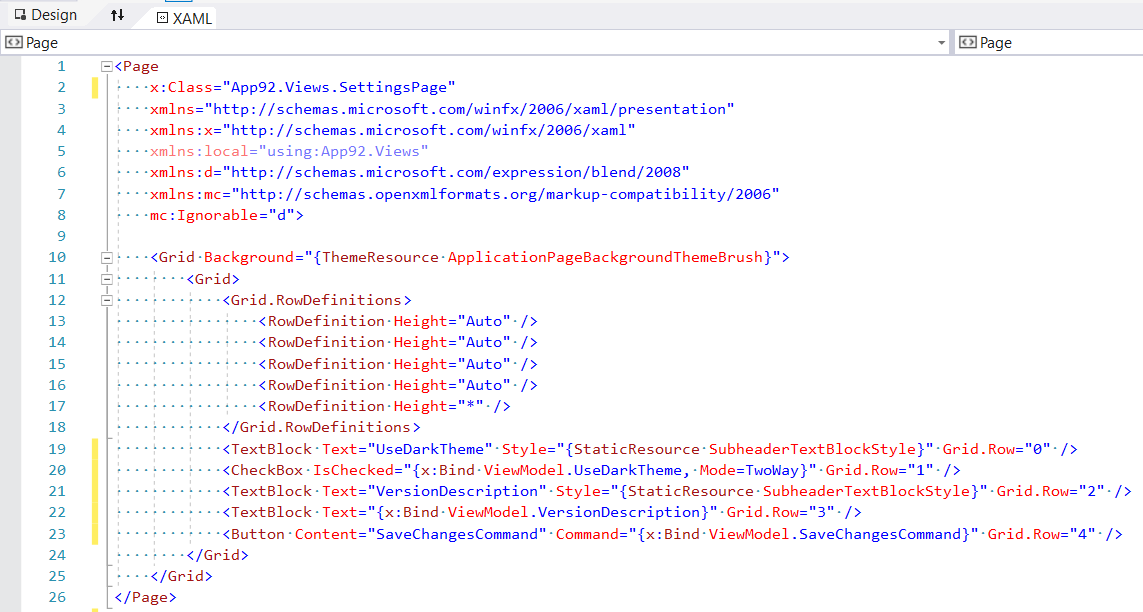 Design XAML
Page Page
1 <Page
2 x:Class="App92.Views.SettingsPage"
3 xmlns="http://schemas.microsoft.com/winfx/2006/xaml/presentation"
4 xmlns:x="http://schemas.microsoft.com/winfx/2006/xaml"
5 xmlns:local="using:App92.Views"
6 xmlns:d="http://schemas.microsoft.com/expression/blend/2008"
7 xmlns:mc="http://schemas.openxmlformats.org/markup-compatibility/2006"
8 mc:Ignorable="d">
9
10 <Grid Background="{ThemeResource ApplicationPageBackgroundThemeBrush}">
11 <Grid>
12 <Grid.RowDefinitions>
13 <RowDefinition Height="Auto" />
14 <RowDefinition Height="Auto" />
15 <RowDefinition Height="Auto" />
16 <RowDefinition Height="Auto" />
17 <RowDefinition Height="*" />
18 </Grid.RowDefinitions>
19 <TextBlock Text="UseDarkTheme" Style="{StaticResource SubheaderTextBlockStyle}" Grid.Row="0" />
20 <CheckBox IsChecked="{x:Bind ViewModel.UseDarkTheme, Mode=TwoWay}" Grid.Row="1" />
21 <TextBlock Text="VersionDescription" Style="{StaticResource SubheaderTextBlockStyle}" Grid.Row="2" />
22 <TextBlock Text="{x:Bind ViewModel.VersionDescription}" Grid.Row="3" />
23 <Button Content="SaveChangesCommand" Command="{x:Bind ViewModel.SaveChangesCommand}" Grid.Row="4" />
24 </Grid>
25 </Grid>
26 </Page>